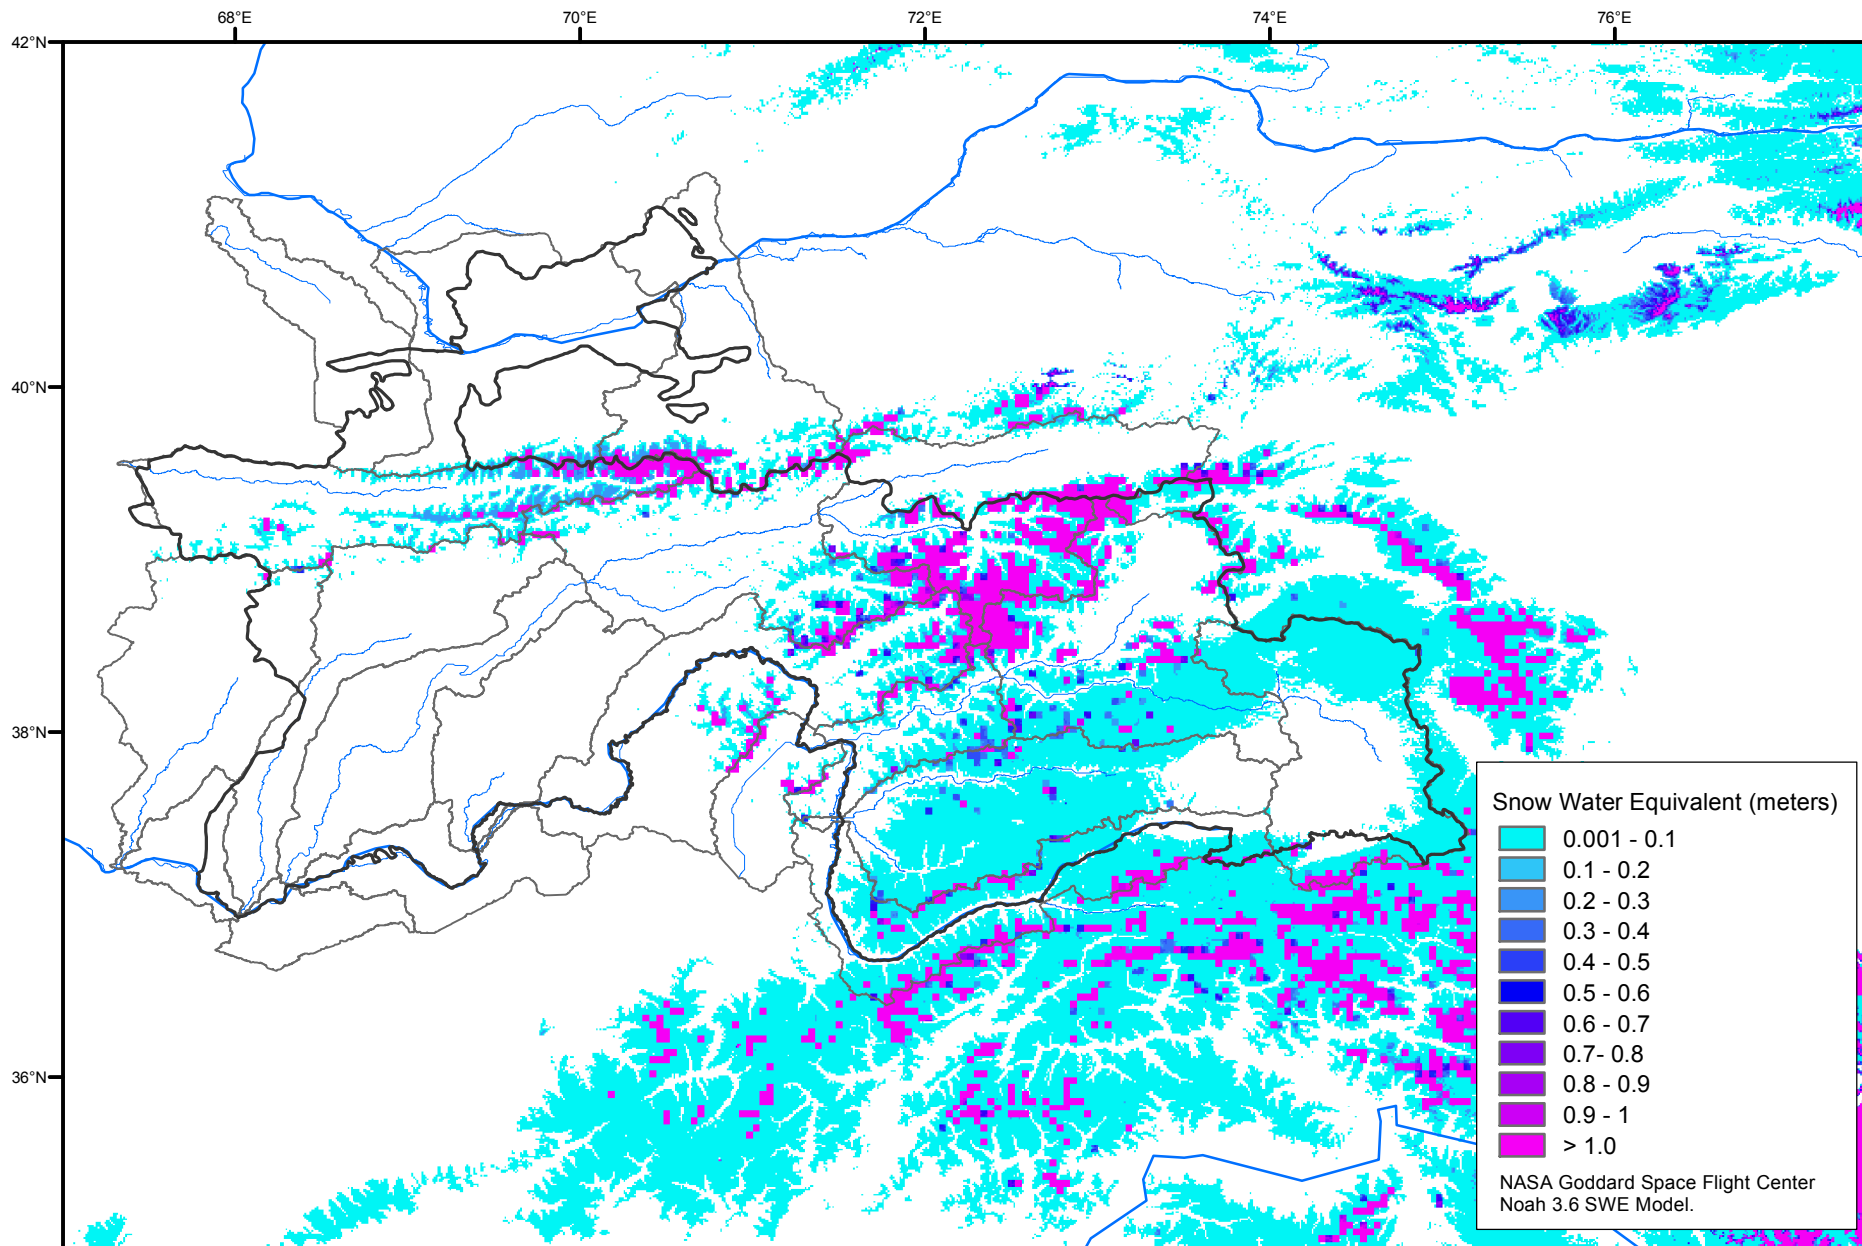 68°E 70°E 72°E 74°E 76°E
42°N
40°N
38°N
36°N
Snow Water Equivalent (meters)
0.001 - 0.1
0.1 - 0.2
0.2 - 0.3
0.3 - 0.4
0.4 - 0.5
0.5 - 0.6
0.6 - 0.7
0.7- 0.8
0.8 - 0.9
0.9 - 1
> 1.0
NASA Goddard Space Flight Center
Noah 3.6 SWE Model.